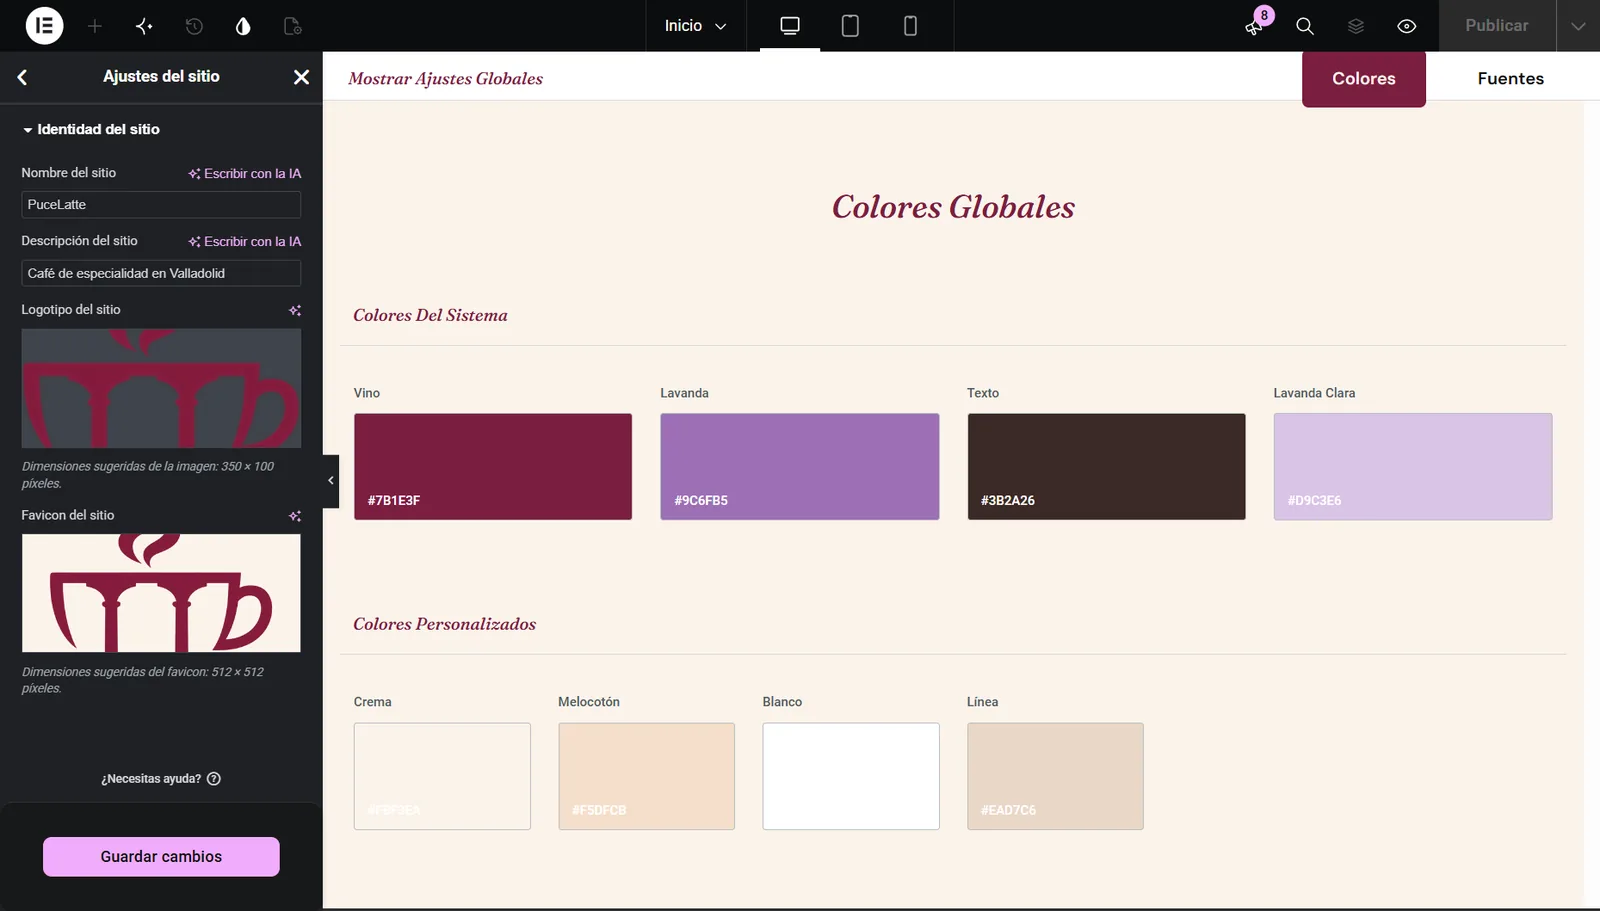 Inicio
8
Publicar
Ajustes del sitio
Mostrar Ajustes Globales
Colores
Fuentes
Identidad del sitio
Nombre del sitio
Escribir con la IA
PuceLatte
Descripción del sitio
Escribir con la IA
Café de especialidad en Valladolid
Logotipo del sitio
Dimensiones sugeridas de la imagen: 350 × 100
píxeles.
Favicon del sitio
Dimensiones sugeridas del favicon: 512 × 512
píxeles.
¿Necesitas ayuda?
Guardar cambios
Colores Globales
Colores Del Sistema
Vino
Lavanda
Texto
Lavanda Clara
#7B1E3F
#9C6FB5
#3B2A26
#D9C3E6
Colores Personalizados
Crema
Melocotón
Blanco
Línea
#F5DFCB
#EAD7C6